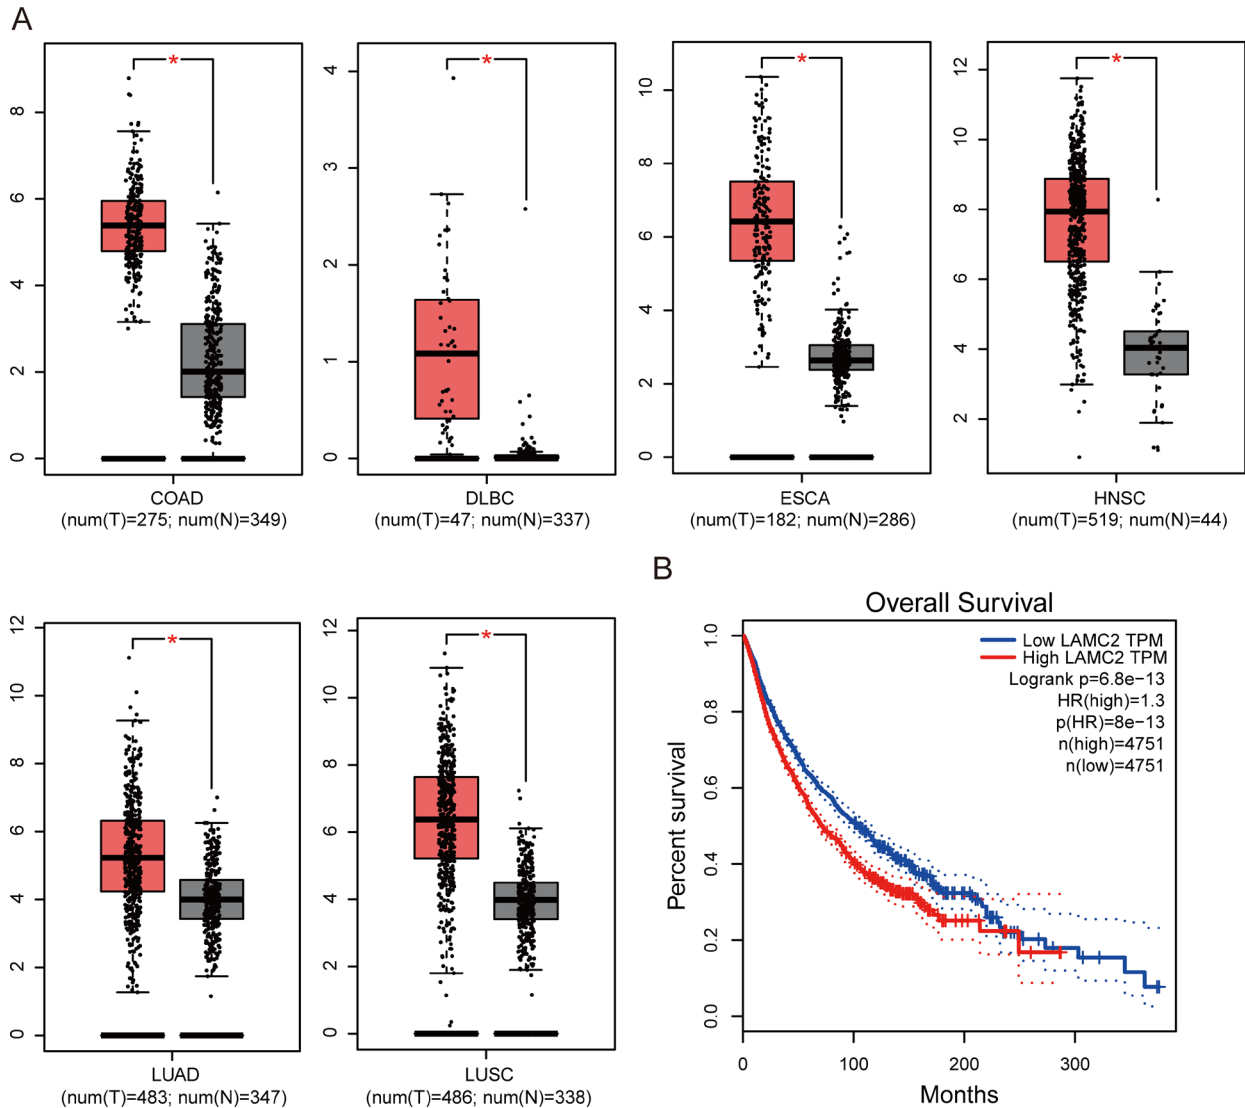 A
*
*
*
*
8
6
4
2
0
4
3
2
1
0
10
8
6
4
2
0
12
10
8
6
4
2
COAD
(num(T)=275; num(N)=349)
DLBC
(num(T)=47; num(N)=337)
ESCA
(num(T)=182; num(N)=286)
HNSC
(num(T)=519; num(N)=44)
*
*
12
10
8
6
4
2
0
12
10
8
6
4
2
0
LUAD
(num(T)=483; num(N)=347)
LUSC
(num(T)=486; num(N)=338)
B
Overall Survival
Low LAMC2 TPM
High LAMC2 TPM
Logrank p=6.8e−13
HR(high)=1.3
p(HR)=8e−13
n(high)=4751
n(low)=4751
Percent survival
1.0
0.8
0.6
0.4
0.2
0.0
0
100
200
300
Months